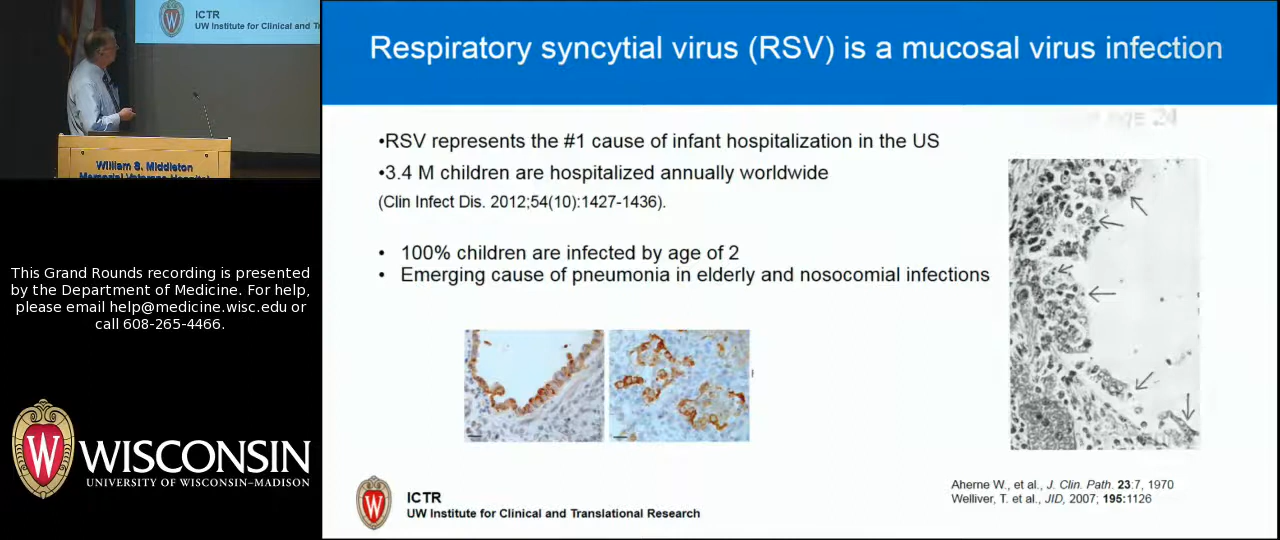 ICTR
UW Institute for Clinical and
William S. Middleton
Memorial Veterans Hospital
This Grand Rounds recording is presented
by the Department of Medicine. For help,
please email help@medicine.wisc.edu or
call 608-265-4466.
W
WISCONSIN
UNIVERSITY OF WISCONSIN–MADISON
Respiratory syncytial virus (RSV) is a mucosal virus infection
•RSV represents the #1 cause of infant hospitalization in the US
•3.4 M children are hospitalized annually worldwide
(Clin Infect Dis. 2012;54(10):1427-1436).
• 100% children are infected by age of 2
• Emerging cause of pneumonia in elderly and nosocomial infections
Aherne W., et al., J. Clin. Path. 23:7, 1970
Welliver, T. et al., JID, 2007; 195:1126
W
ICTR
UW Institute for Clinical and Translational Research